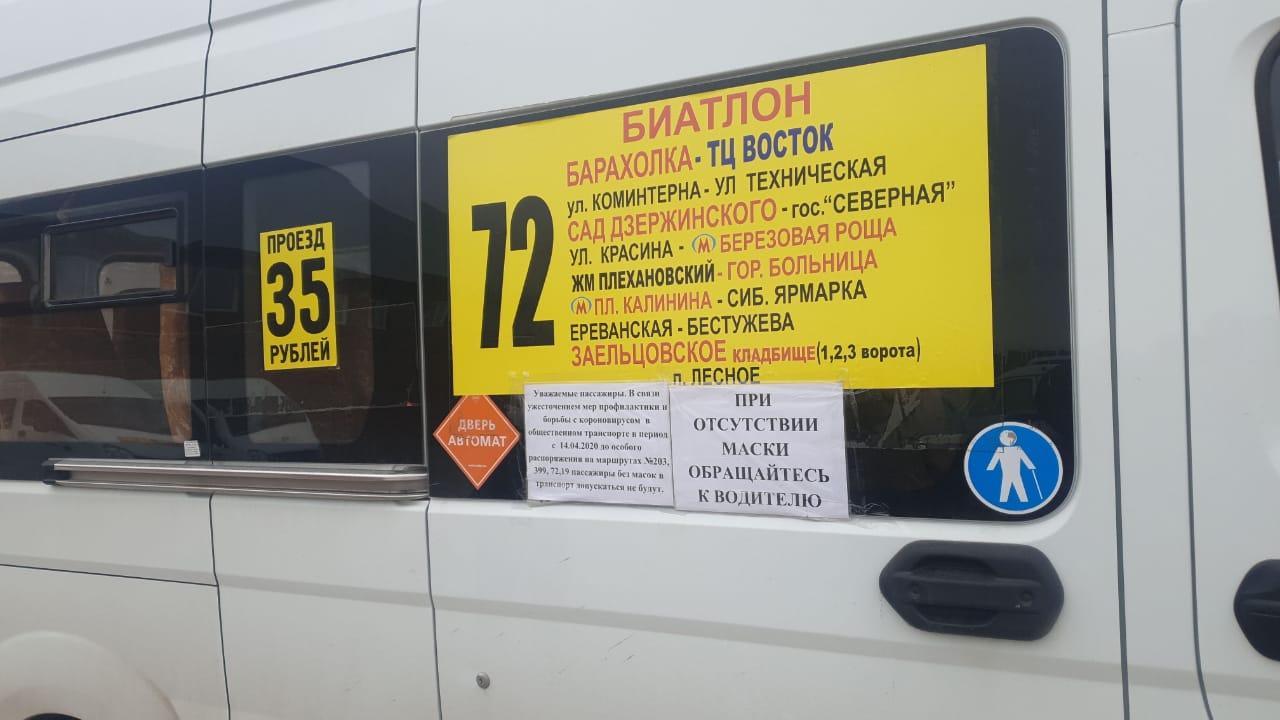 ПРОЕЗД
35
РУБЛЕЙ
72
БИАТЛОН
БАРАХОЛКА- ТЦ ВОСТОК
ул. КОМИНТЕРНА - УЛ ТЕХНИЧЕСКАЯ
САД ДЗЕРЖИНСКОГО - гос.“СЕВЕРНАЯ”
УЛ. КРАСИНА - М БЕРЕЗОВАЯ РОЩА
ЖМ ПЛЕХАНОВСКИЙ- ГОР. БОЛЬНИЦА
М ПЛ. КАЛИНИНА - СИБ. ЯРМАРКА
ЕРЕВАНСКАЯ - БЕСТУЖЕВА
ЗАЕЛЬЦОВСКОЕ КЛАДБИЩЕ(1,2,3 ворота)
п. ЛЕСНОЕ
ДВЕРЬ
АВТОМАТ
Уважаемые пассажиры. В связи
ужесточением мер профилактики и
борьбы с короновирусом в
общественном транспорте в период
с 14.04.2020 до особого
распоряжения на маршрутах №203,
399, 72,19 пассажиры без масок в
транспорт допускаться не будут.
ПРИ
ОТСУТСТВИИ
МАСКИ
ОБРАЩАЙТЕСЬ
К ВОДИТЕЛЮ